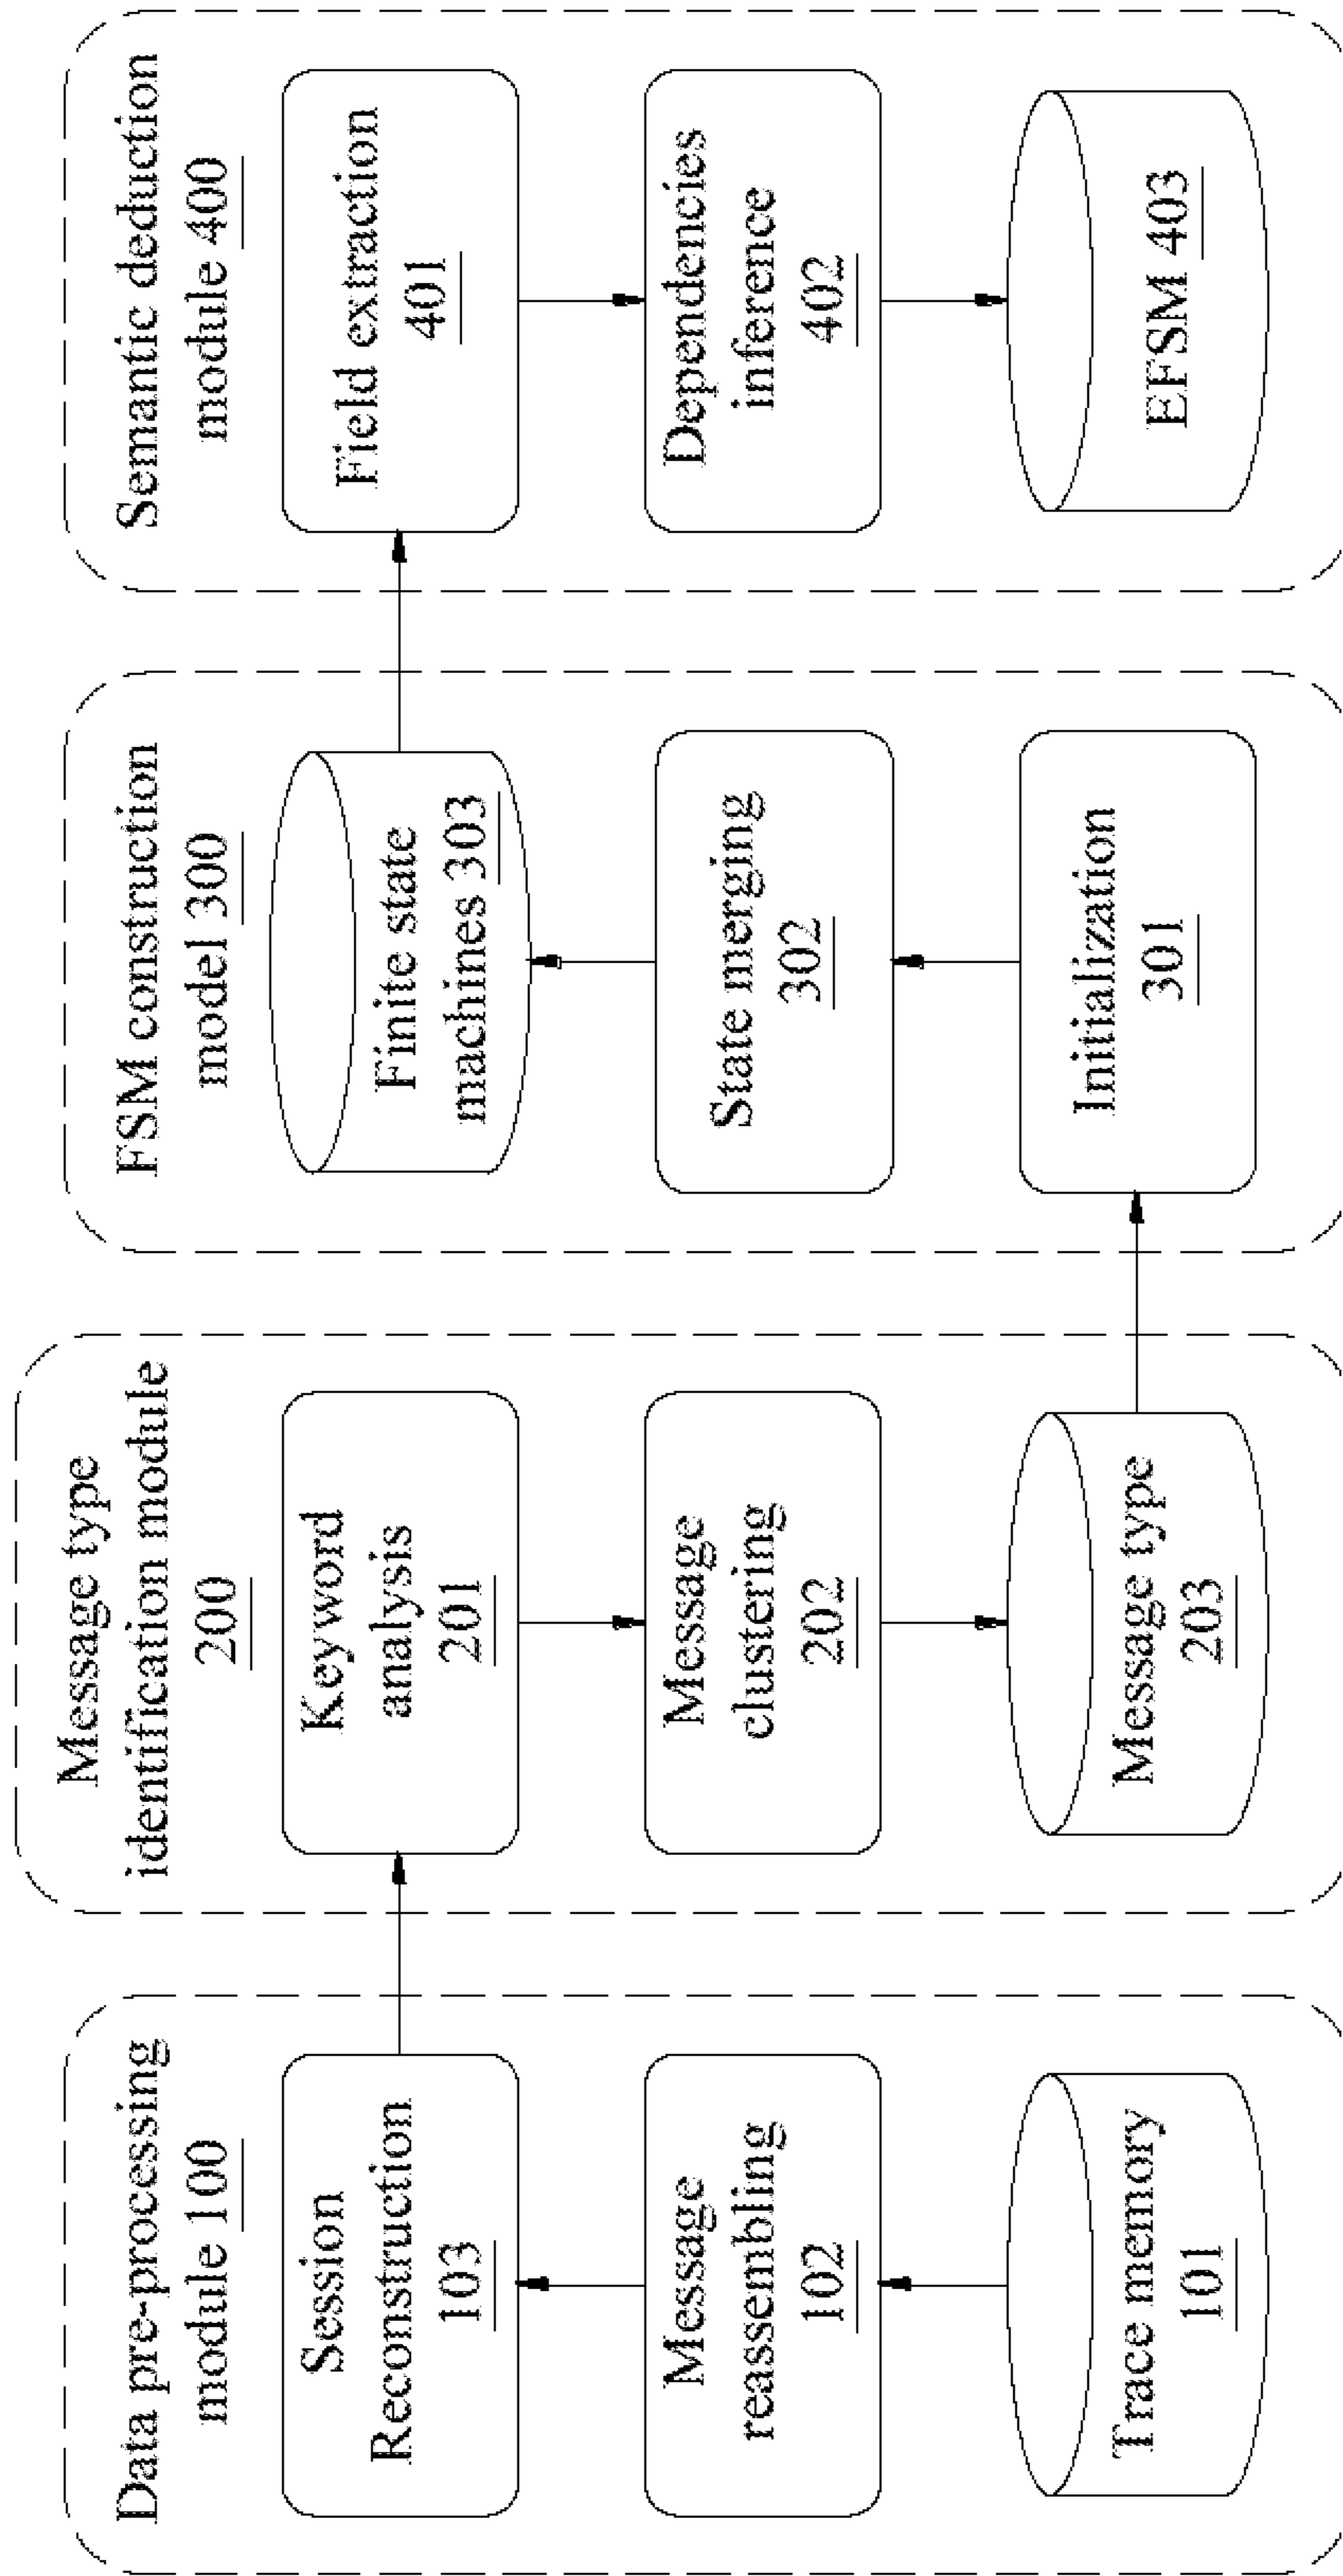 Data pre-processing
module 100
Session
Reconstruction
103
Message
reassembling
102
Trace memory
101
Message type
identification module
200
Keyword
analysis
201
Message
clustering
202
Message type
203
FSM construction
model 300
Finite state
machines 303
State merging
302
Initialization
301
Semantic deduction
module 400
Field extraction
401
Dependencies
inference
402
EFSM 403